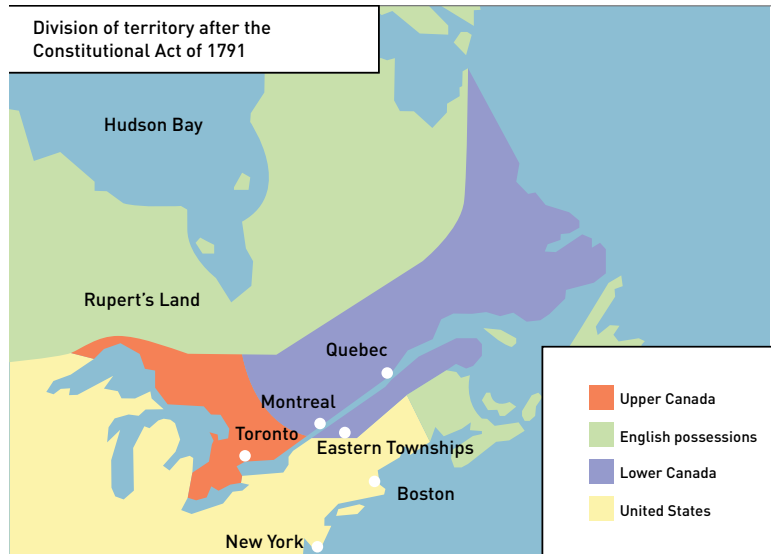 Division of territory after the
Constitutional Act of 1791
Hudson Bay
Rupert's Land
Quebec
Montreal
Toronto
Eastern Townships
Boston
New York
Upper Canada
English possessions
Lower Canada
United States